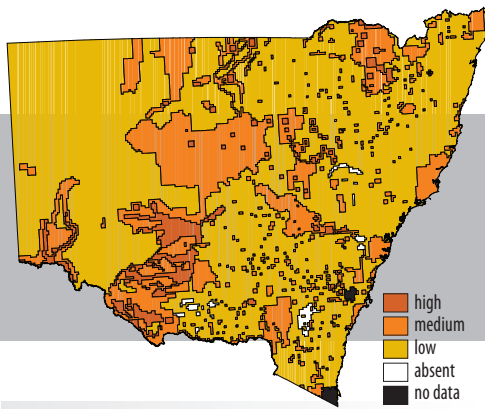 high
medium
low
absent
no data